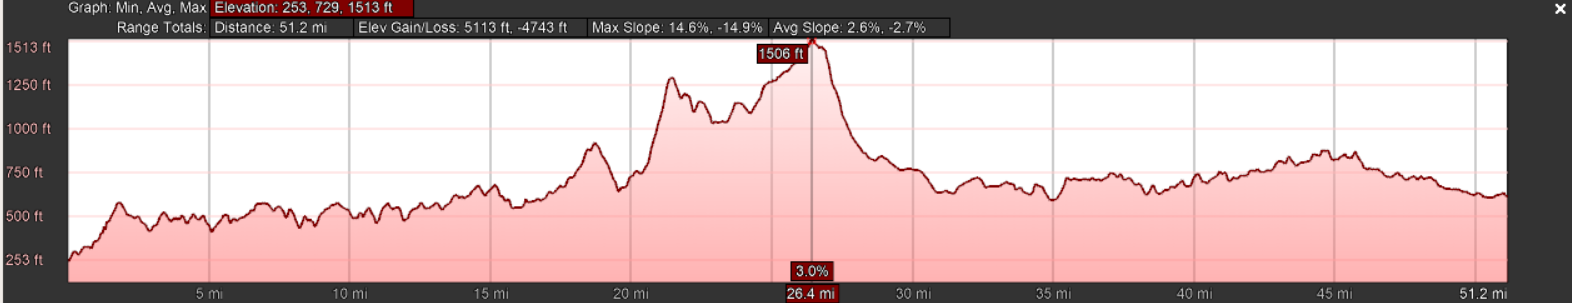 Graph: Min, Avg, Max Elevation: 253, 729, 1513 ft
Range Totals: Distance: 51.2 mi Elev Gain/Loss: 5113 ft, -4743 ft Max Slope: 14.6%, -14.9% Avg Slope: 2.6%, -2.7%
1513 ft
1506 ft
1250 ft
1000 ft
750 ft
500 ft
253 ft
3.0%
5 mi 10 mi 15 mi 20 mi 26.4 mi 30 mi 35 mi 40 mi 45 mi 51.2 mi